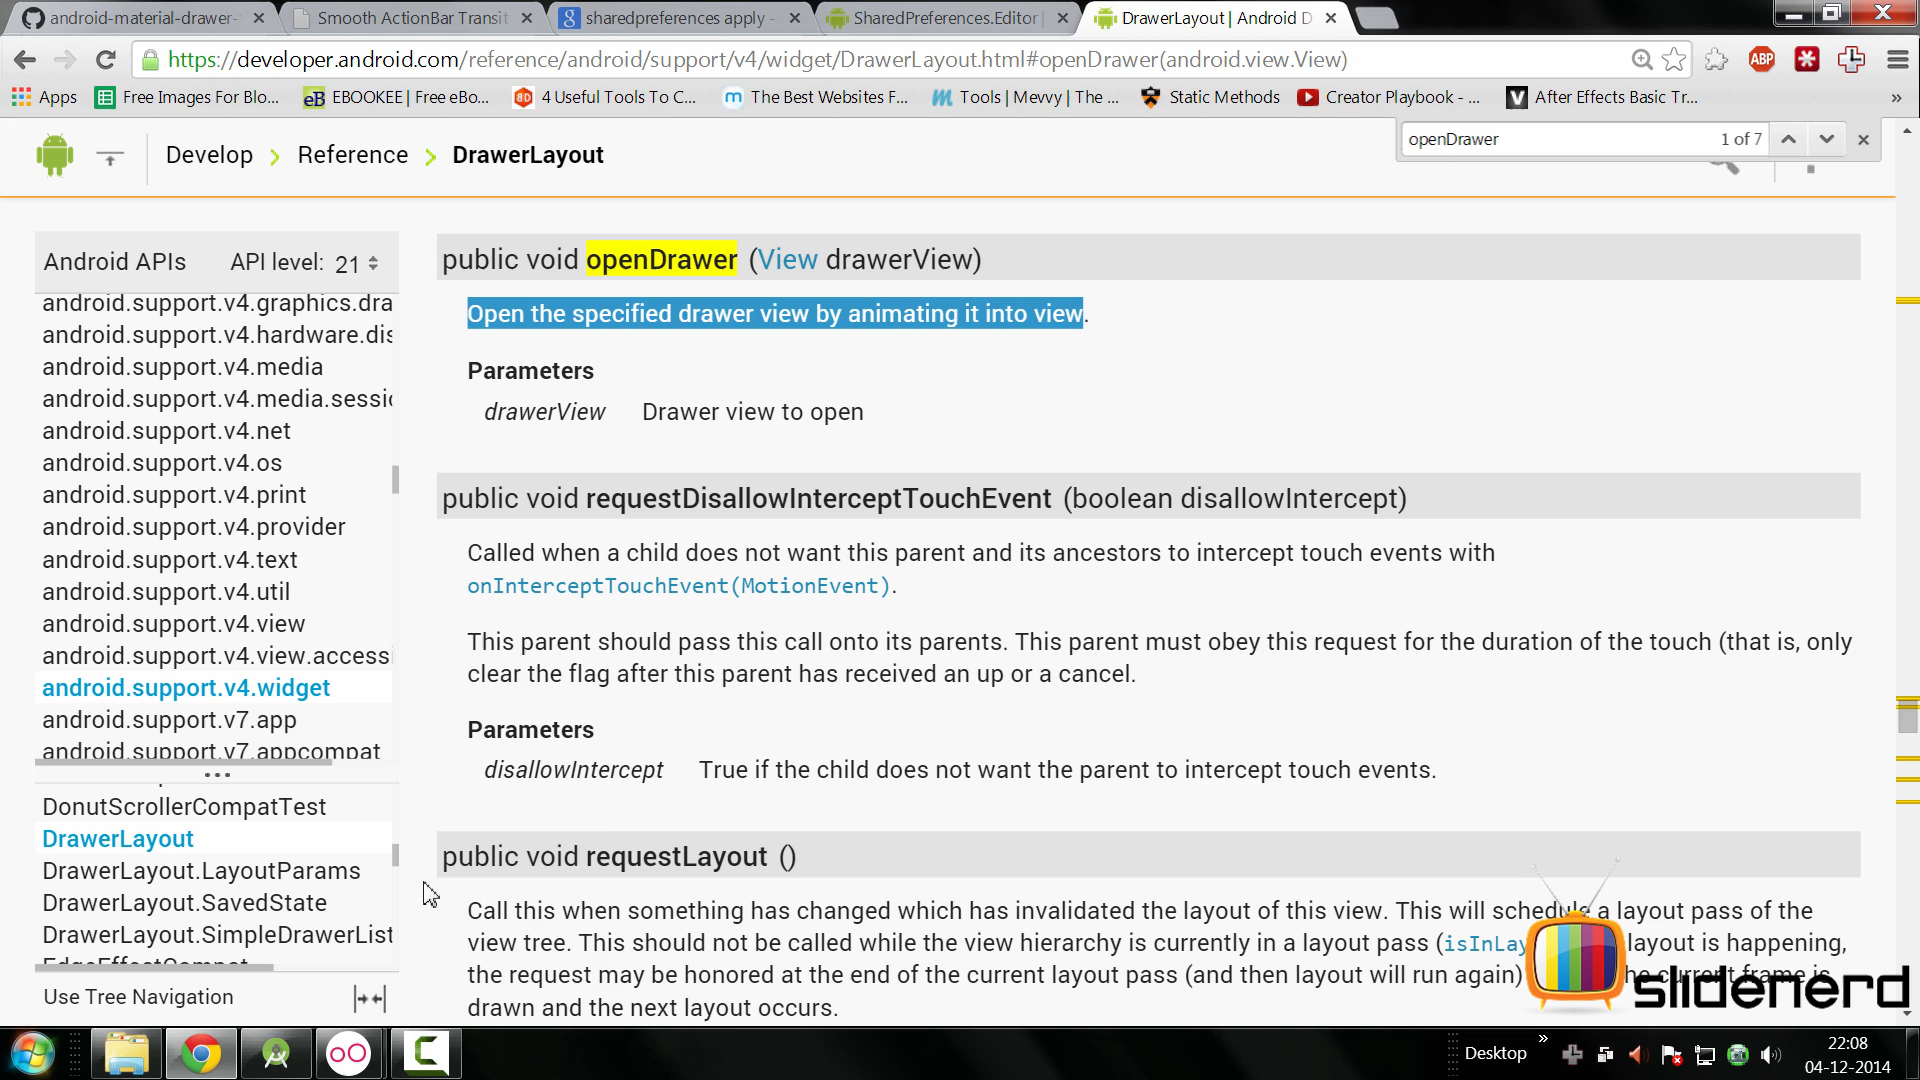 android-material-drawer-
Smooth ActionBar Transit
sharedpreferences apply -
SharedPreferences.Editor |
DrawerLayout | Android D
https://developer.android.com/reference/android/support/v4/widget/DrawerLayout.html#openDrawer(android.view.View)
ABP
Apps
Free Images For Blo...
EBOOKEE | Free eBo...
4 Useful Tools To C...
The Best Websites F...
Tools | Mevvy | The ...
Static Methods
Creator Playbook - ...
After Effects Basic Tr...
»
openDrawer
1 of 7
Develop
Reference
DrawerLayout
Android APIs
API level: 21
android.support.v4.graphics.dra
android.support.v4.hardware.dis
android.support.v4.media
android.support.v4.media.sessic
android.support.v4.net
android.support.v4.os
android.support.v4.print
android.support.v4.provider
android.support.v4.text
android.support.v4.util
android.support.v4.view
android.support.v4.view.accessi
android.support.v4.widget
android.support.v7.app
android.support.v7.appcompat
DonutScrollerCompatTest
DrawerLayout
DrawerLayout.LayoutParams
DrawerLayout.SavedState
DrawerLayout.SimpleDrawerList
EdgeEffectCompat
Use Tree Navigation
public void openDrawer (View drawerView)
Open the specified drawer view by animating it into view.
Parameters
drawerView Drawer view to open
public void requestDisallowInterceptTouchEvent (boolean disallowIntercept)
Called when a child does not want this parent and its ancestors to intercept touch events with
onInterceptTouchEvent(MotionEvent).
This parent should pass this call onto its parents. This parent must obey this request for the duration of the touch (that is, only
clear the flag after this parent has received an up or a cancel.
Parameters
disallowIntercept True if the child does not want the parent to intercept touch events.
public void requestLayout ()
Call this when something has changed which has invalidated the layout of this view. This will schedule a layout pass of the
view tree. This should not be called while the view hierarchy is currently in a layout pass (isInLay layout is happening,
the request may be honored at the end of the current layout pass (and then layout will run again) the current frame is
drawn and the next layout occurs.
slidenerd
Desktop
»
22:08
04-12-2014